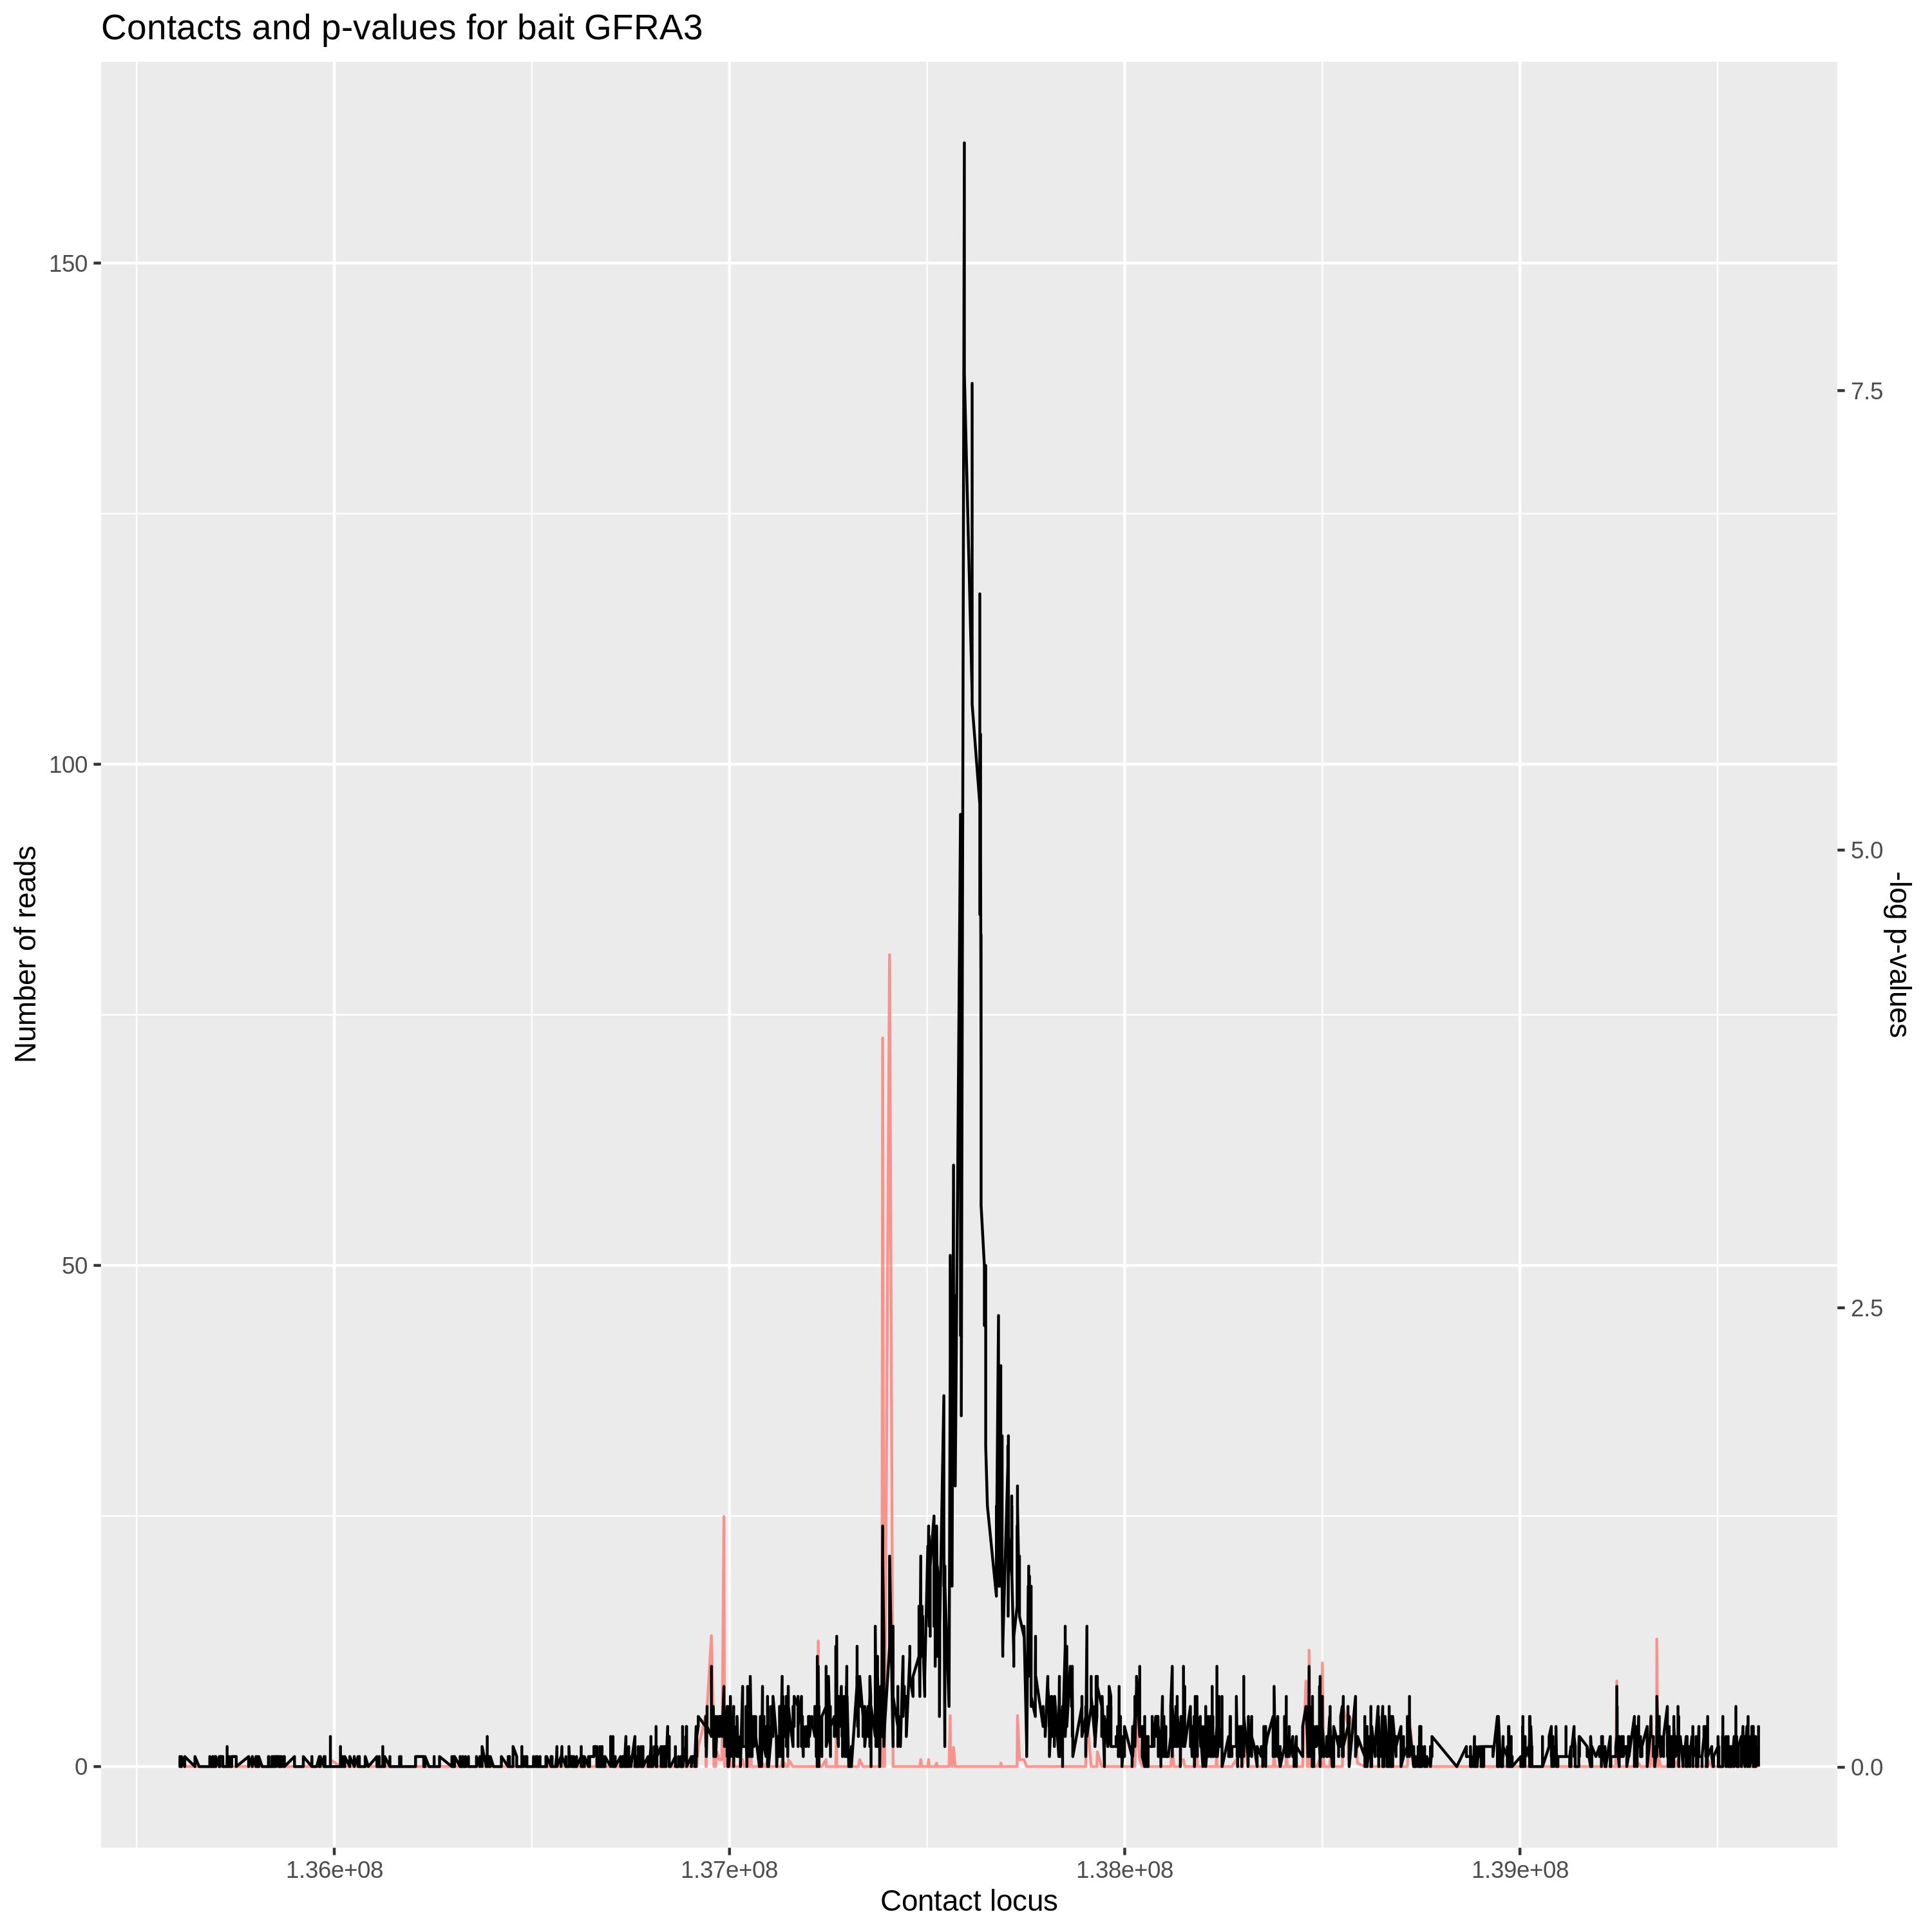 Contacts and p-values for bait GFRA3
150
100
50
0
Number of reads
7.5
5.0
2.5
0.0
-log p-values
1.36e+08
1.37e+08
1.38e+08
1.39e+08
Contact locus